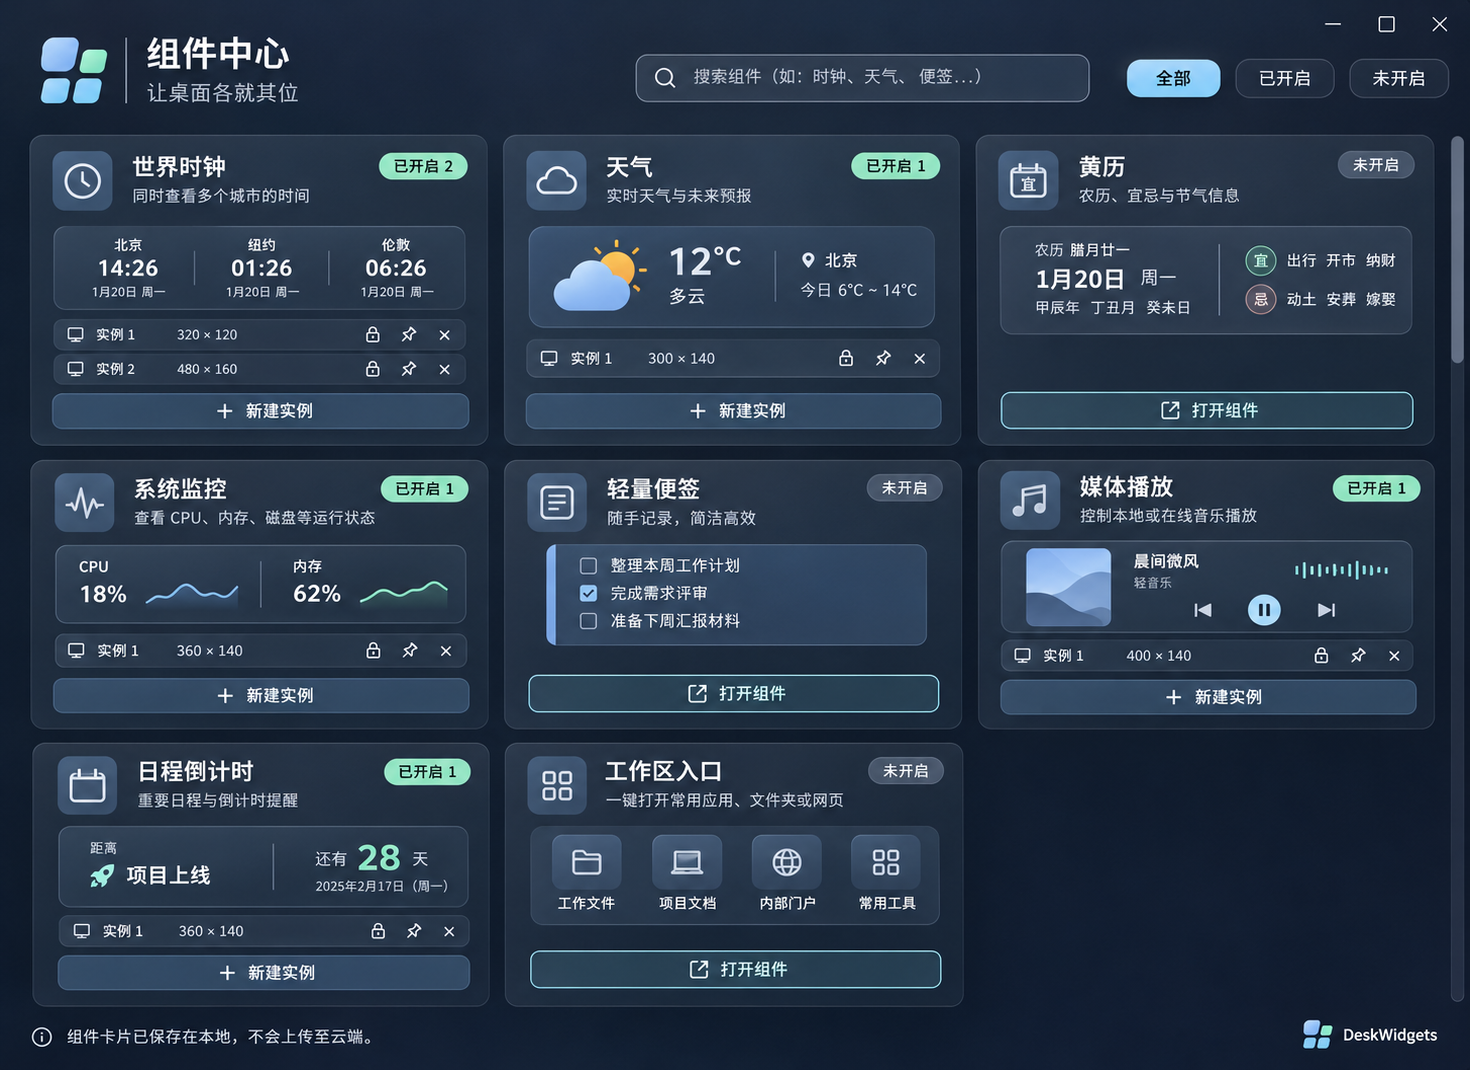 组件中心
让桌面各就其位
搜索组件（如：时钟、天气、便签...）
全部
已开启
未开启
世界时钟
已开启 2
同时查看多个城市的时间
北京
14:26
1月20日 周一
纽约
01:26
1月20日 周一
伦敦
06:26
1月20日 周一
实例 1 320 × 120
实例 2 480 × 160
新建实例
天气
已开启 1
实时天气与未来预报
12°C
多云
北京
今日 6°C ~ 14°C
实例 1 300 × 140
新建实例
黄历
未开启
农历、宜忌与节气信息
宜
农历 腊月廿一
1月20日 周一
甲辰年 丁丑月 癸未日
宜 出行 开市 纳财
忌 动土 安葬 嫁娶
打开组件
系统监控
已开启 1
查看 CPU、内存、磁盘等运行状态
CPU
18%
内存
62%
实例 1 360 × 140
新建实例
轻量便签
未开启
随手记录，简洁高效
整理本周工作计划
完成需求评审
准备下周汇报材料
打开组件
媒体播放
已开启 1
控制本地或在线音乐播放
晨间微风
轻音乐
实例 1 400 × 140
新建实例
日程倒计时
已开启 1
重要日程与倒计时提醒
距离
项目上线
还有 28 天
2025年2月17日（周一）
实例 1 360 × 140
新建实例
工作区入口
未开启
一键打开常用应用、文件夹或网页
工作文件
项目文档
内部门户
常用工具
打开组件
组件卡片已保存在本地，不会上传至云端。
DeskWidgets